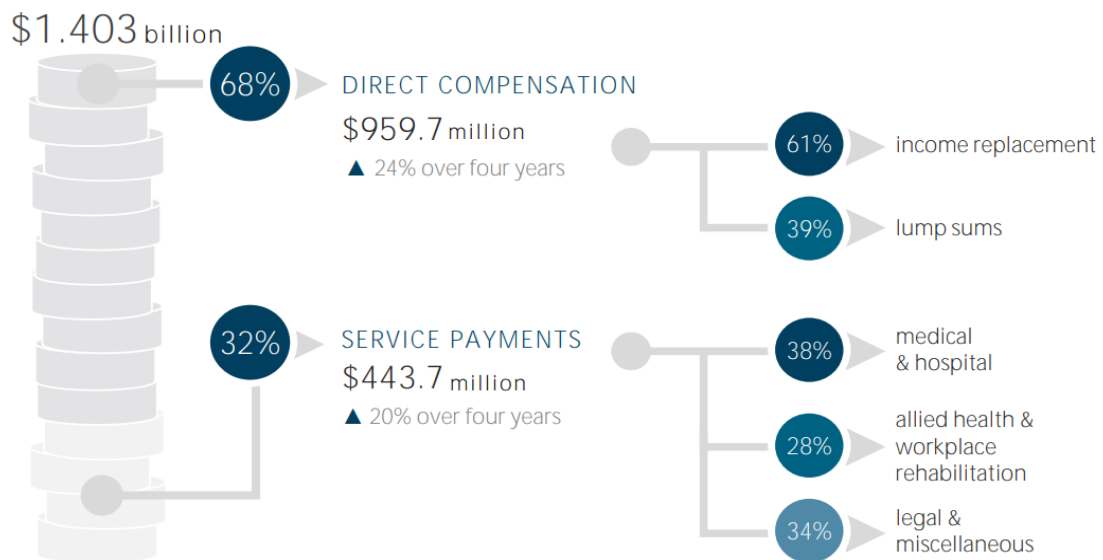 $1.403 billion
68%
DIRECT COMPENSATION
$959.7 million
▲ 24% over four years
61%
income replacement
39%
lump sums
32%
SERVICE PAYMENTS
$443.7 million
▲ 20% over four years
38%
medical
& hospital
28%
allied health &
workplace
rehabilitation
34%
legal &
miscellaneous